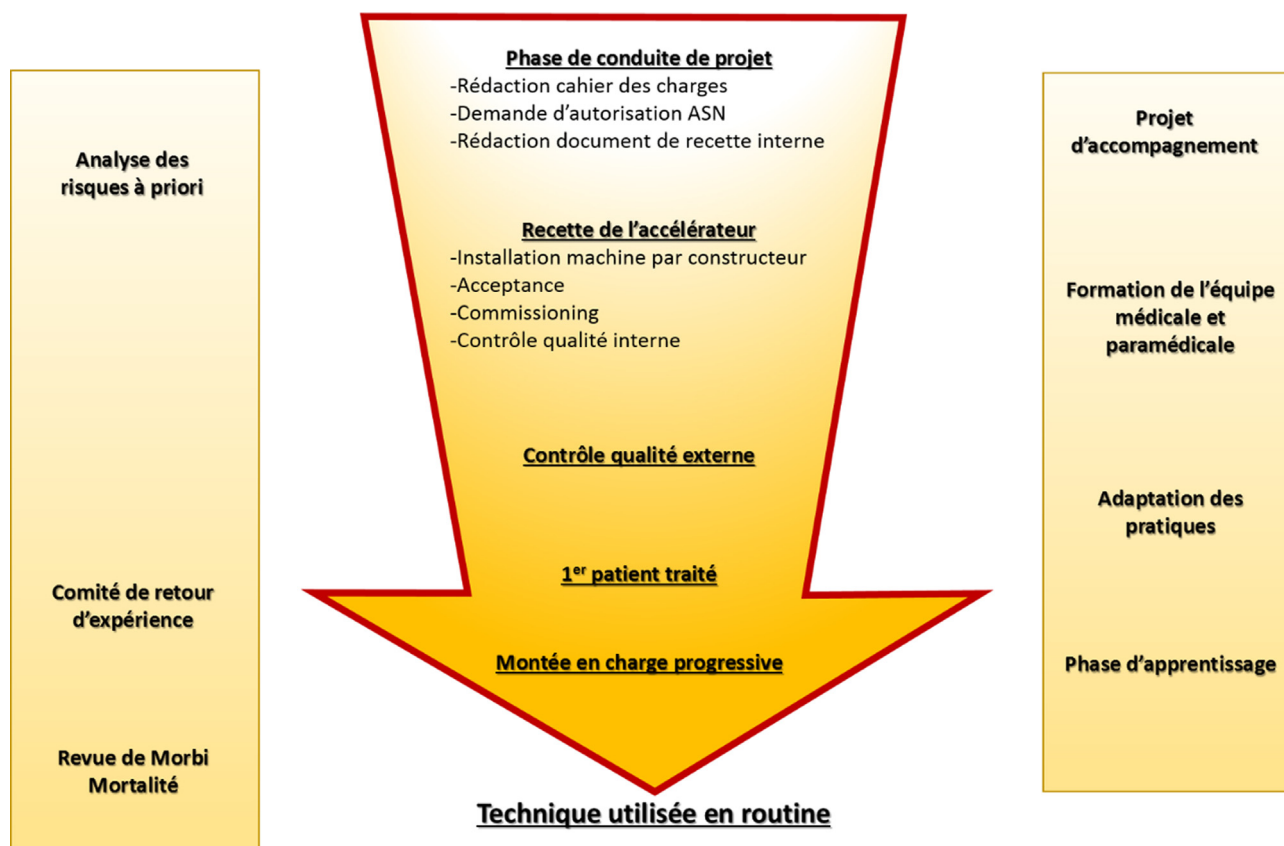 Analyse des
risques à priori
Comité de retour
d'expérience
Revue de Morbi
Mortalité
Phase de conduite de projet
-Rédaction cahier des charges
-Demande d'autorisation ASN
-Rédaction document de recette interne
Recette de l'accélérateur
-Installation machine par constructeur
-Acceptance
-Commissioning
-Contrôle qualité interne
Contrôle qualité externe
1er patient traité
Montée en charge progressive
Technique utilisée en routine
Projet
d'accompagnement
Formation de l'équipe
médicale et
paramédicale
Adaptation des
pratiques
Phase d'apprentissage